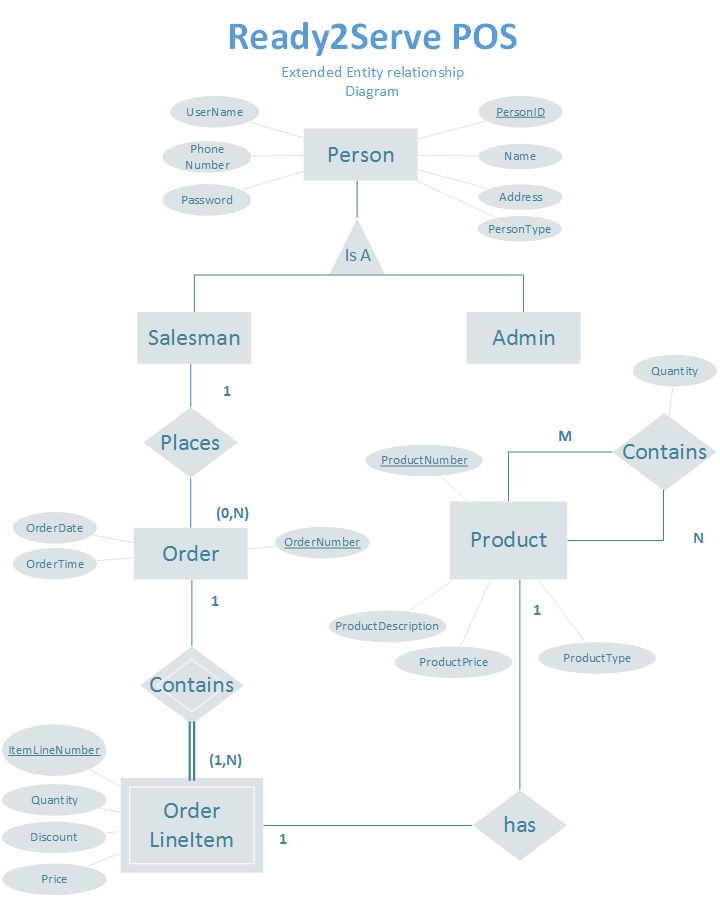 Ready2Serve POS
Extended Entity relationship
Diagram
UserName
PersonID
Phone
Number
Person
Name
Password
Address
PersonType
Is A
Salesman
Admin
1
Quantity
Places
M
Contains
ProductNumber
(0,N)
OrderDate
OrderTime
Order
OrderNumber
Product
N
1
1
ProductDescription
ProductPrice
ProductType
Contains
(1,N)
ItemLineNumber
Quantity
Discount
Price
Order
LineItem
1
has